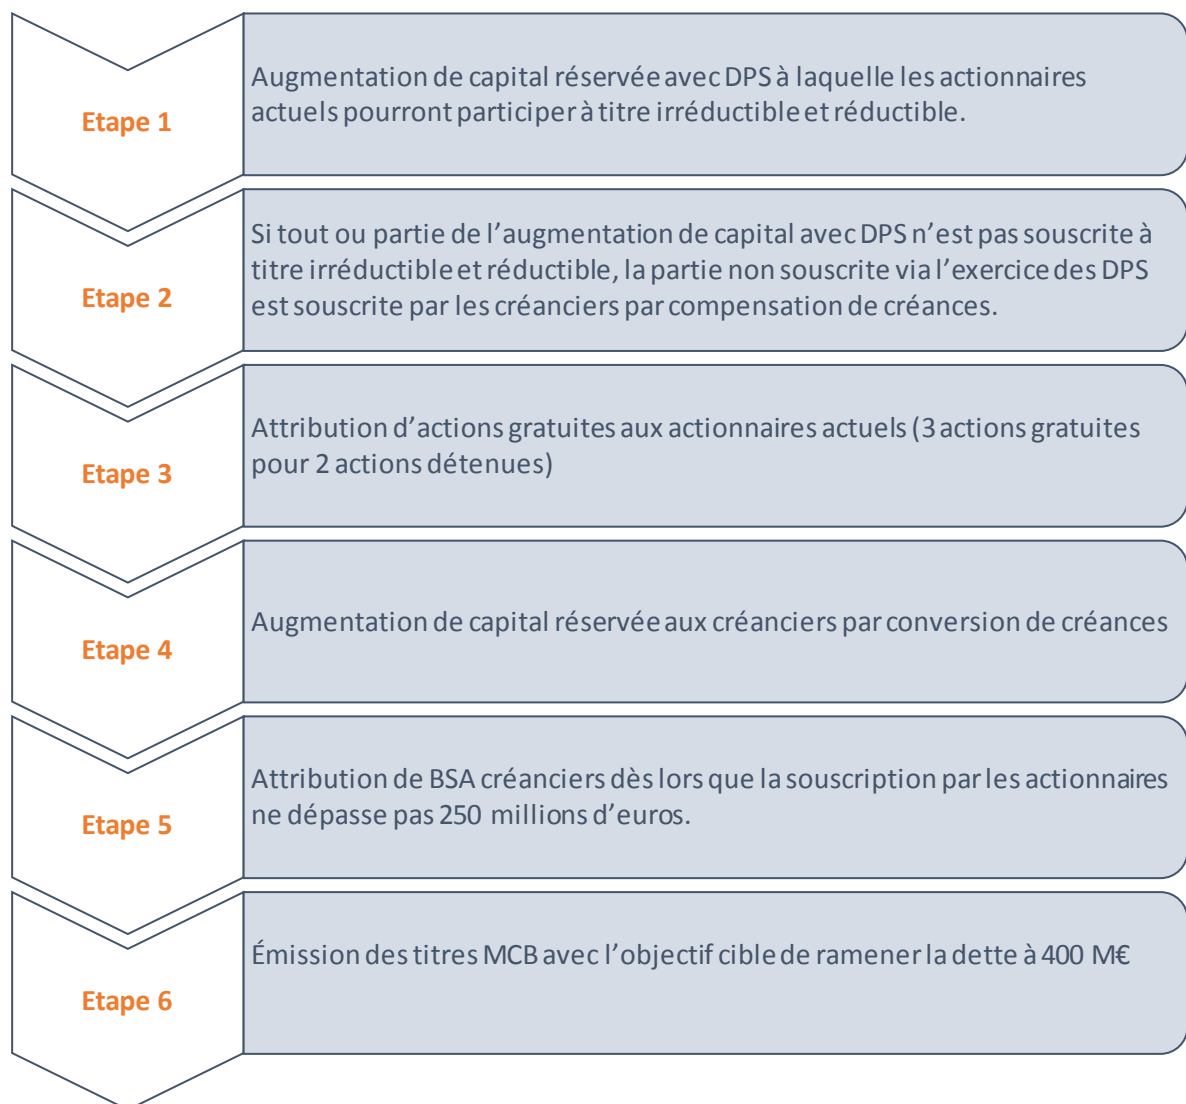 Etape 1
Augmentation de capital réservée avec DPS à laquelle les actionnaires
actuels pourront participer à titre irréductible et réductible.
Etape 2
Si tout ou partie de l’augmentation de capital avec DPS n’est pas souscrite à
titre irréductible et réductible, la partie non souscrite via l’exercice des DPS
est souscrite par les créanciers par compensation de créances.
Etape 3
Attribution d’actions gratuites aux actionnaires actuels (3 actions gratuites
pour 2 actions détenues)
Etape 4
Augmentation de capital réservée aux créanciers par conversion de créances
Etape 5
Attribution de BSA créanciers dès lors que la souscription par les actionnaires
ne dépasse pas 250 millions d’euros.
Etape 6
Émission des titres MCB avec l’objectif cible de ramener la dette à 400 M€